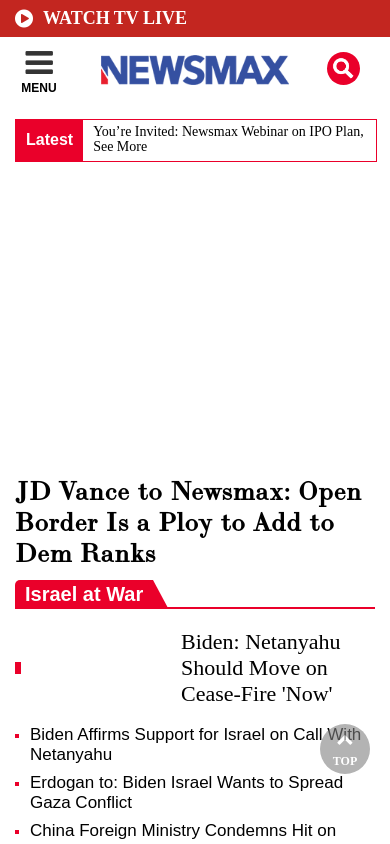 WATCH TV LIVE
MENU
NEWSMAX
Latest
You’re Invited: Newsmax Webinar on IPO Plan,
See More
JD Vance to Newsmax: Open
Border Is a Ploy to Add to
Dem Ranks
Israel at War
Biden: Netanyahu
Should Move on
Cease-Fire 'Now'
Biden Affirms Support for Israel on Call With
Netanyahu
TOP
Erdogan to: Biden Israel Wants to Spread
Gaza Conflict
China Foreign Ministry Condemns Hit on